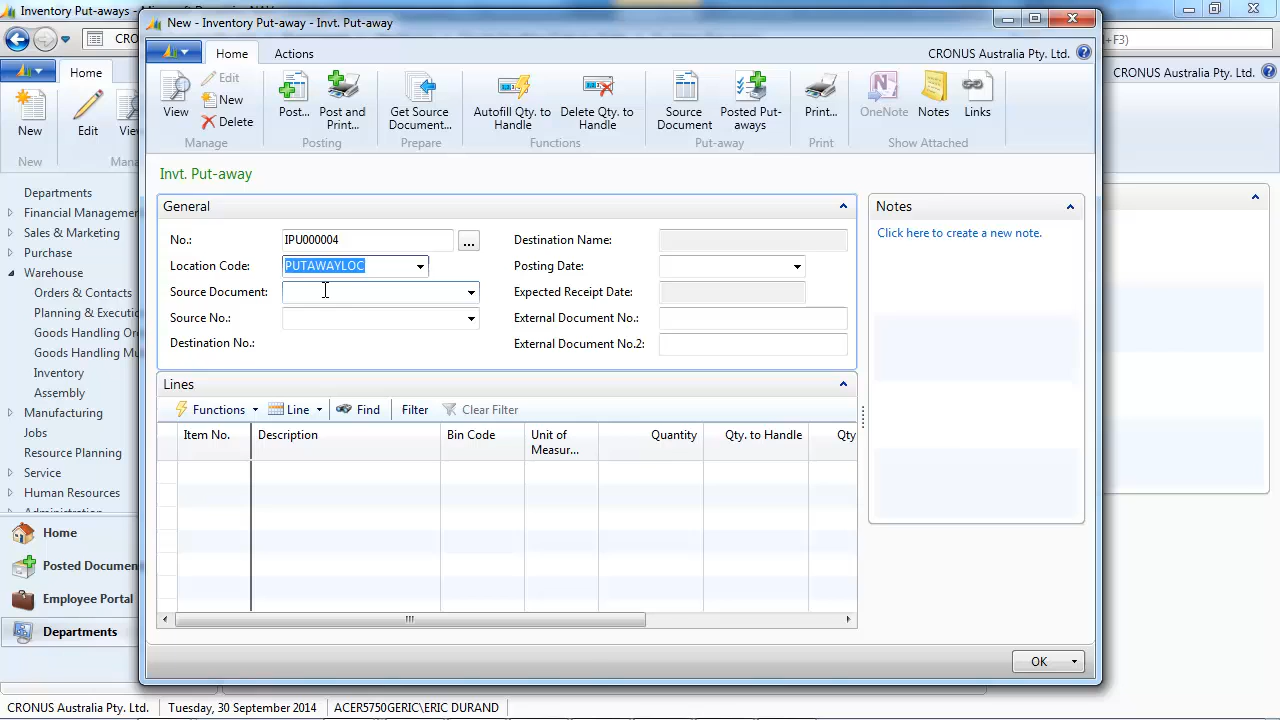 Inventory Put-aways
New - Inventory Put-away - Invt. Put-away
CRO
+F3)
Home
Actions
CRONUS Australia Pty. Ltd.
Home
CRONUS Australia Pty. Ltd.
New
Edit
View
New
View
Edit
New
Delete
Manage
Post...
Post and Print...
Posting
Get Source Document...
Prepare
Autofill Qty. to Handle
Delete Qty. to Handle
Functions
Source Document
Posted Put-aways
Put-away
Print...
Print
OneNote
Notes
Links
Show Attached
Invt. Put-away
General
No.: IPU000004 ...
Location Code: PUTAWAYLOC
Source Document:
Source No.:
Destination No.:
Destination Name:
Posting Date:
Expected Receipt Date:
External Document No.:
External Document No.2:
Notes
Click here to create a new note.
Lines
Functions Line Find Filter Clear Filter
Item No. Description Bin Code Unit of Measur... Quantity Qty. to Handle Qty
OK
Departments
Financial Managemen
Sales & Marketing
Purchase
Warehouse
Orders & Contacts
Planning & Executio
Goods Handling Or
Goods Handling Mu
Inventory
Assembly
Manufacturing
Jobs
Resource Planning
Service
Human Resources
Home
Posted Documen
Employee Portal
Departments
CRONUS Australia Pty. Ltd.
Tuesday, 30 September 2014
ACER5750GERIC\ERIC DURAND